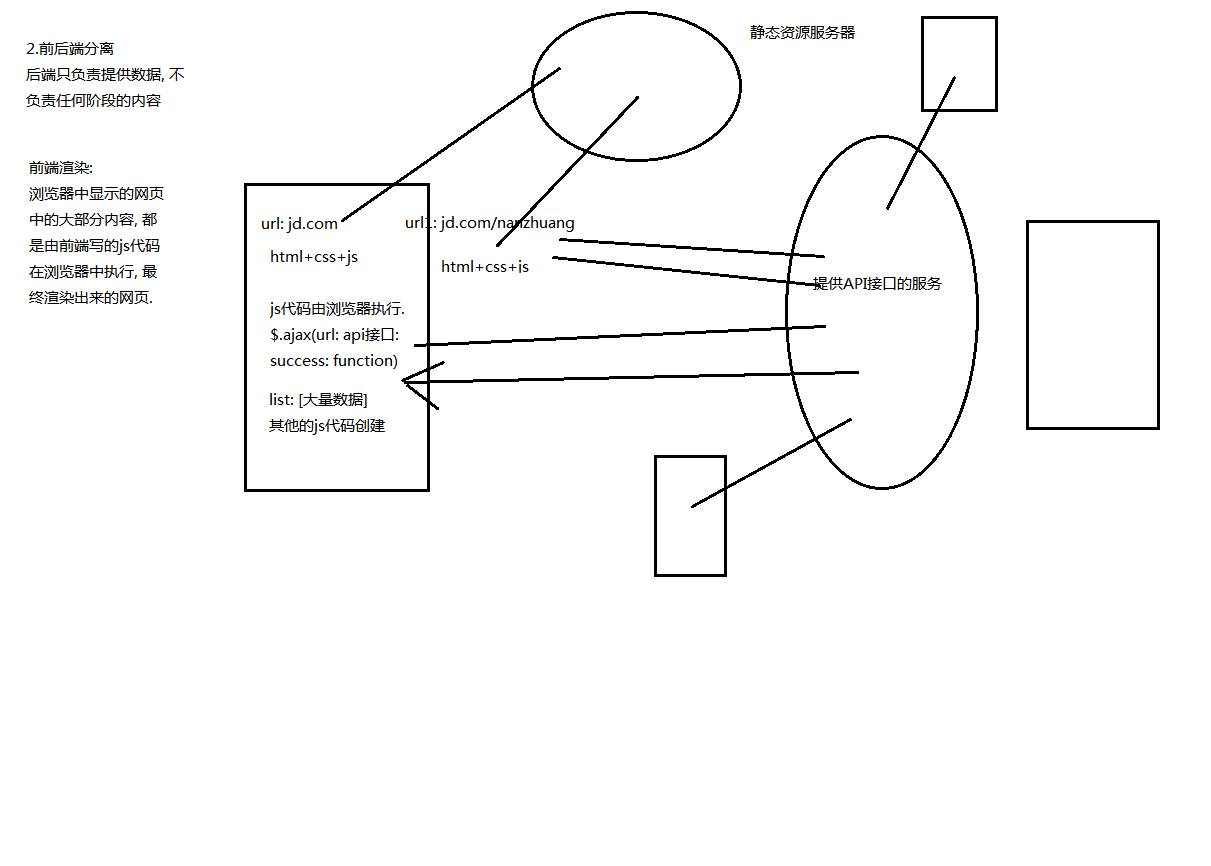 2.前后端分离
后端只负责提供数据, 不
负责任何阶段的内容
静态资源服务器
前端渲染:
浏览器中显示的网页
中的大部分内容, 都
是由前端写的js代码
在浏览器中执行, 最
终渲染出来的网页.
url: jd.com
html+css+js
js代码由浏览器执行.
$.ajax(url: api接口:
success: function)
list: [大量数据]
其他的js代码创建
url1: jd.com/nanzhuang
html+css+js
提供API接口的服务